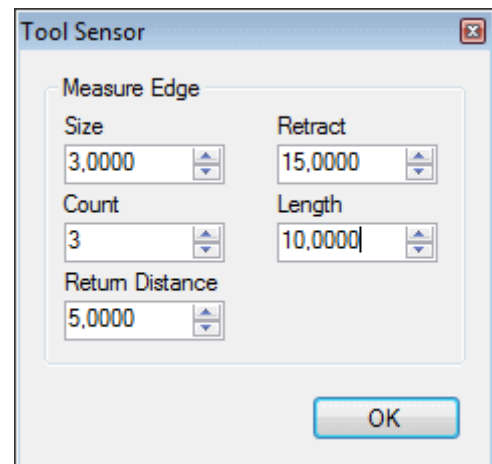 Tool Sensor
Measure Edge
Size Retract
3,0000 15,0000
Count Length
3 10,0000
Return Distance
5,0000
OK